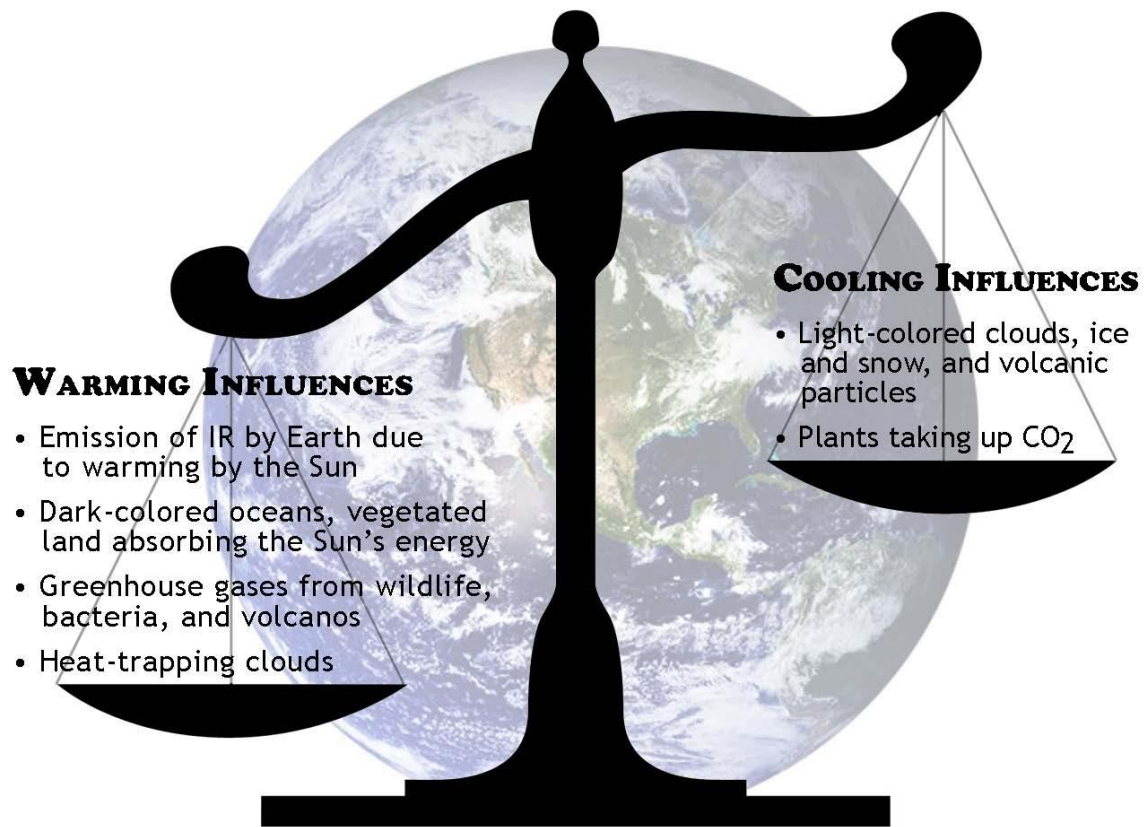 WARMING INFLUENCES
• Emission of IR by Earth due
to warming by the Sun
• Dark-colored oceans, vegetated
land absorbing the Sun's energy
• Greenhouse gases from wildlife,
bacteria, and volcanos
• Heat-trapping clouds
COOLING INFLUENCES
• Light-colored clouds, ice
and snow, and volcanic
particles
• Plants taking up CO2